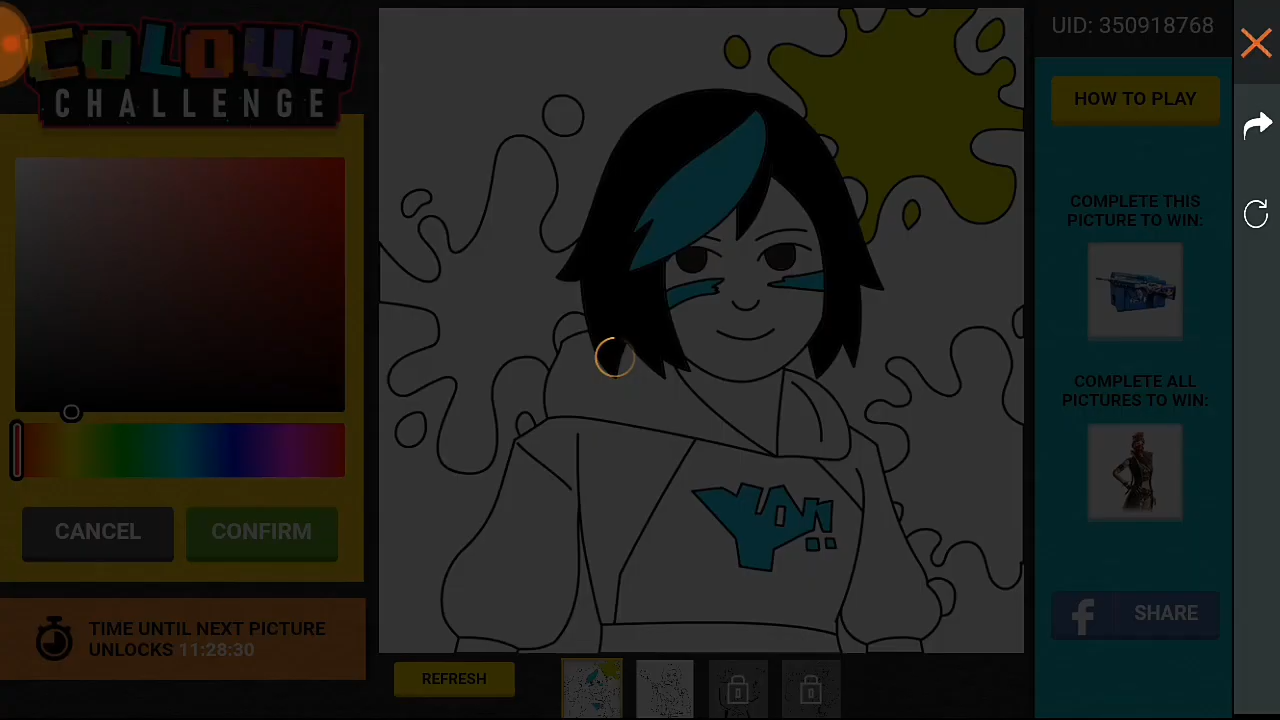 COLOUR
CHALLENGE
CANCEL
CONFIRM
TIME UNTIL NEXT PICTURE
UNLOCKS 11:28:30
YO!!
REFRESH
UID: 350918768
HOW TO PLAY
COMPLETE THIS
PICTURE TO WIN:
COMPLETE ALL
PICTURES TO WIN:
f SHARE